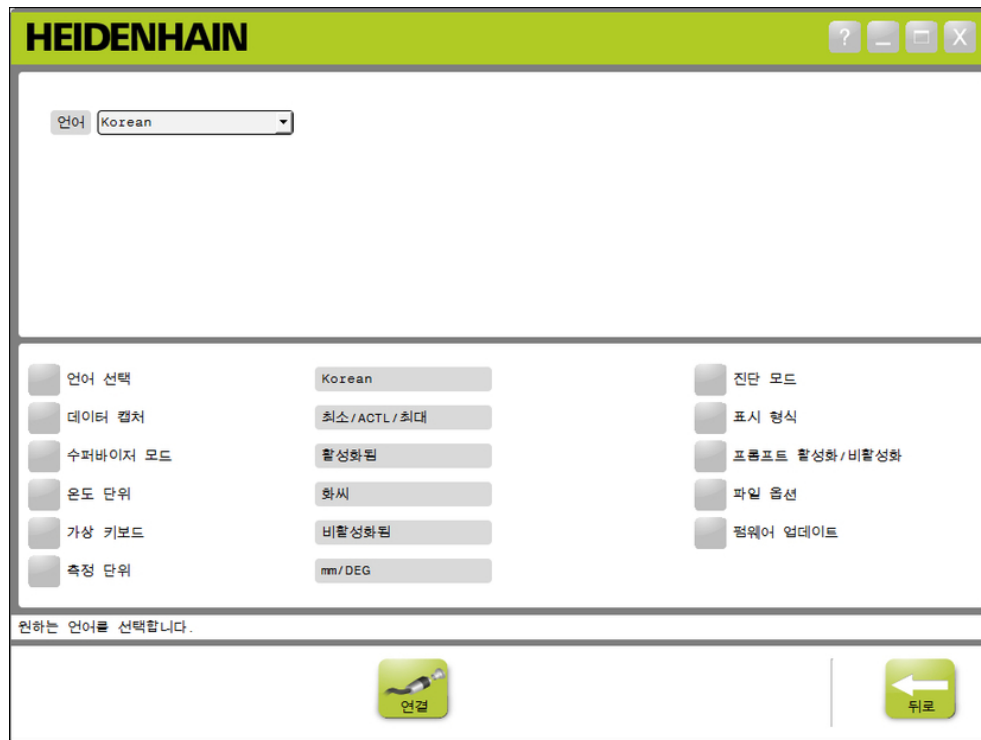 HEIDENHAIN
? _ X
언어 Korean
언어 선택 Korean 진단 모드
데이터 캡처 최소/ACTL/최대 표시 형식
수퍼바이저 모드 활성화됨 프롬프트 활성화/비활성화
온도 단위 화씨 파일 옵션
가상 키보드 비활성화됨 펌웨어 업데이트
측정 단위 mm/DEG
원하는 언어를 선택합니다.
연결 뒤로